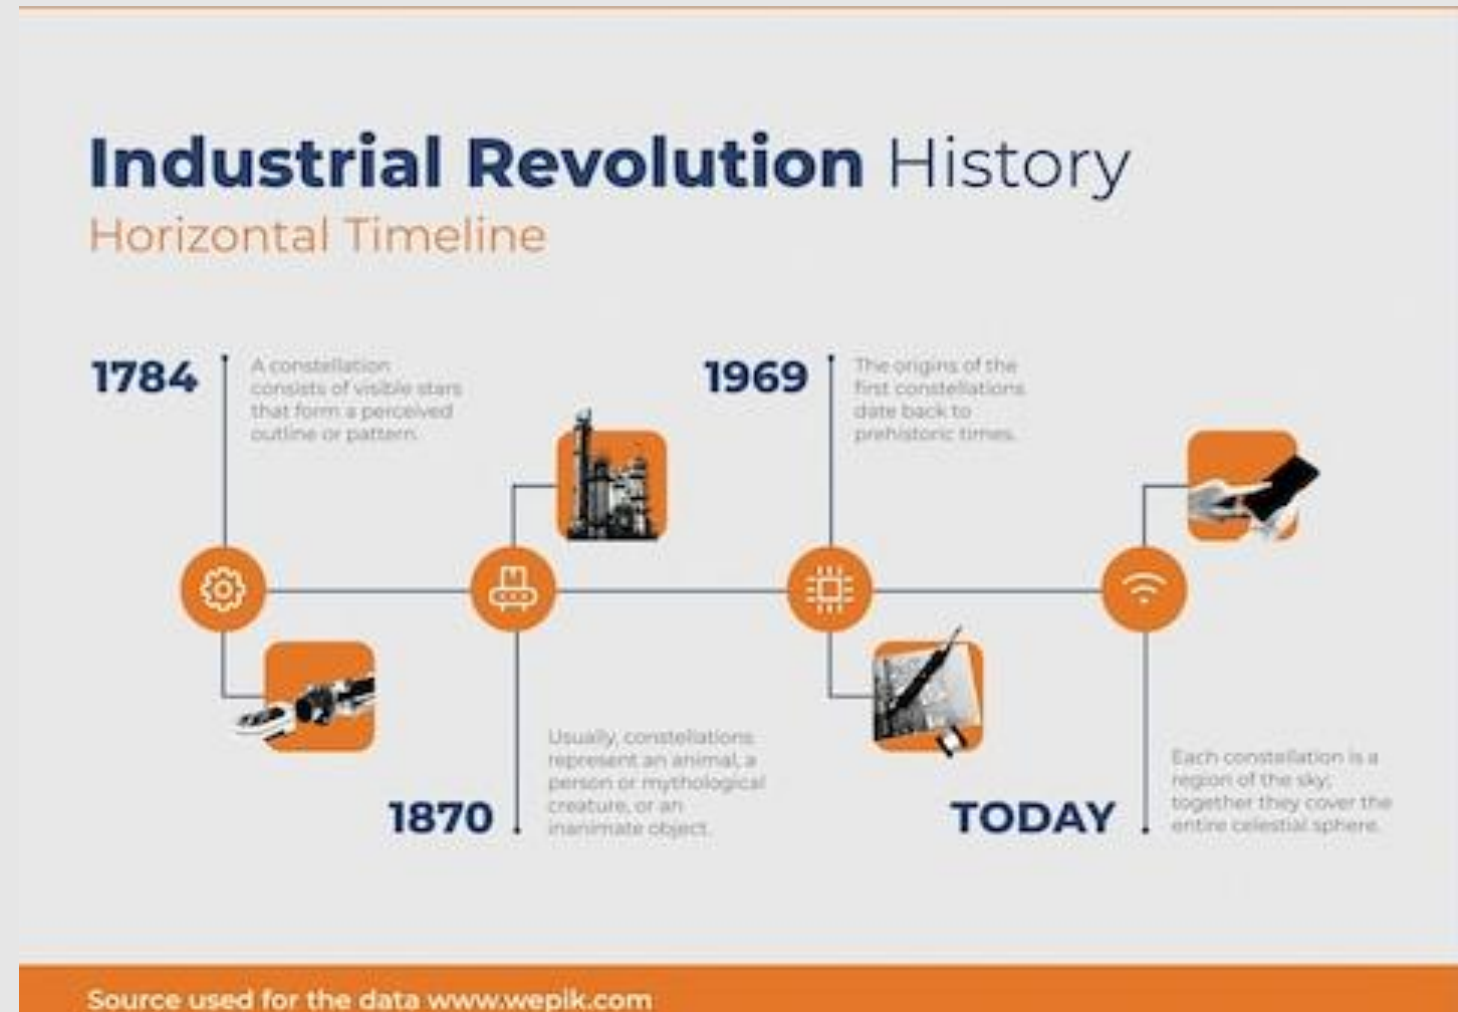 Industrial Revolution History
Horizontal Timeline
1784
A constellation
consists of visible stars
that form a perceived
outline or pattern.
1870
Usually, constellations
represent an animal, a
person or mythological
creature, or an
inanimate object.
1969
The origins of the
first constellations
date back to
prehistoric times.
TODAY
Each constellation is a
region of the sky;
together they cover the
entire celestial sphere.
Source used for the data www.wepik.com